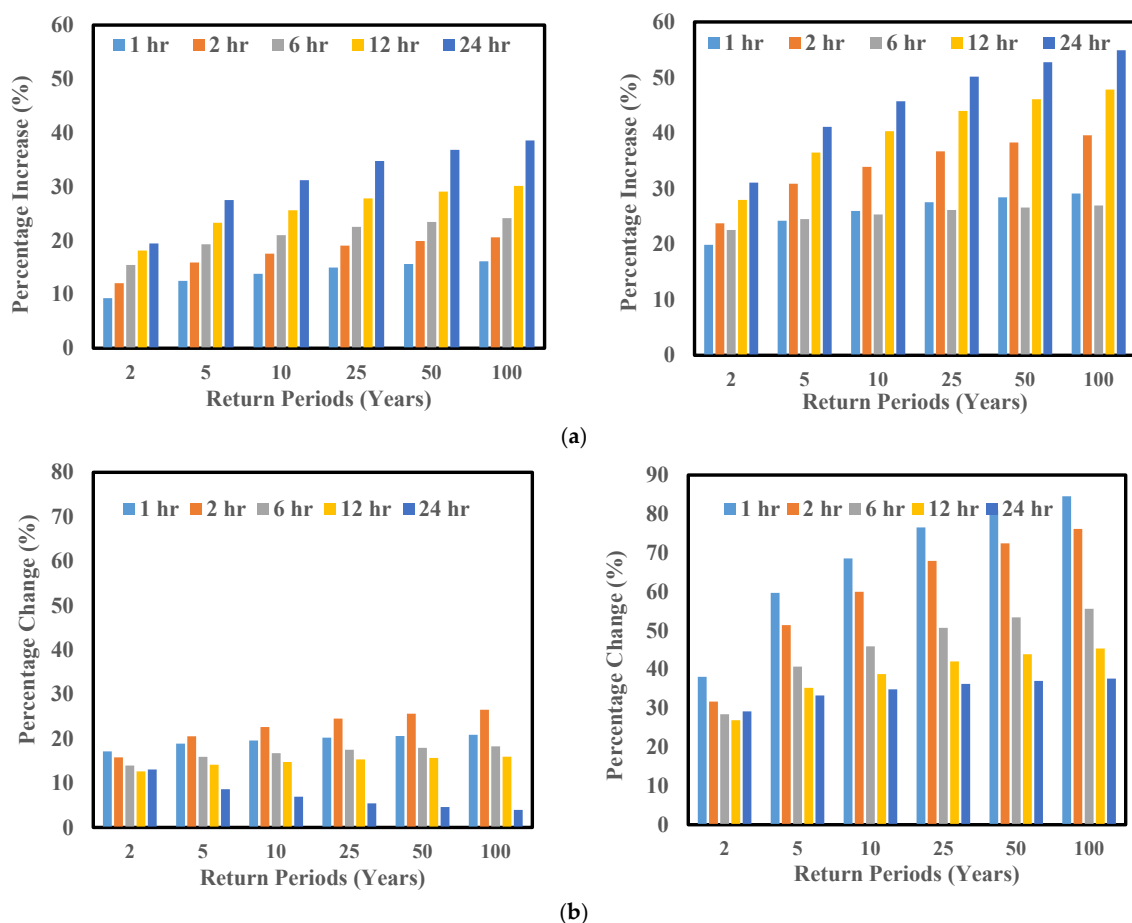 60
50
40
30
20
10
0
Percentage Increase (%)
1 hr 2 hr 6 hr 12 hr 24 hr
2 5 10 25 50 100
Return Periods (Years)
60
50
40
30
20
10
0
Percentage Increase (%)
1 hr 2 hr 6 hr 12 hr 24 hr
2 5 10 25 50 100
Return Periods (Years)
(a)
80
70
60
50
40
30
20
10
0
Percentage Change (%)
1 hr 2 hr 6 hr 12 hr 24 hr
2 5 10 25 50 100
Return Periods (Years)
90
80
70
60
50
40
30
20
10
0
Percentage Change (%)
1 hr 2 hr 6 hr 12 hr 24 hr
2 5 10 25 50 100
Return Periods (Years)
(b)